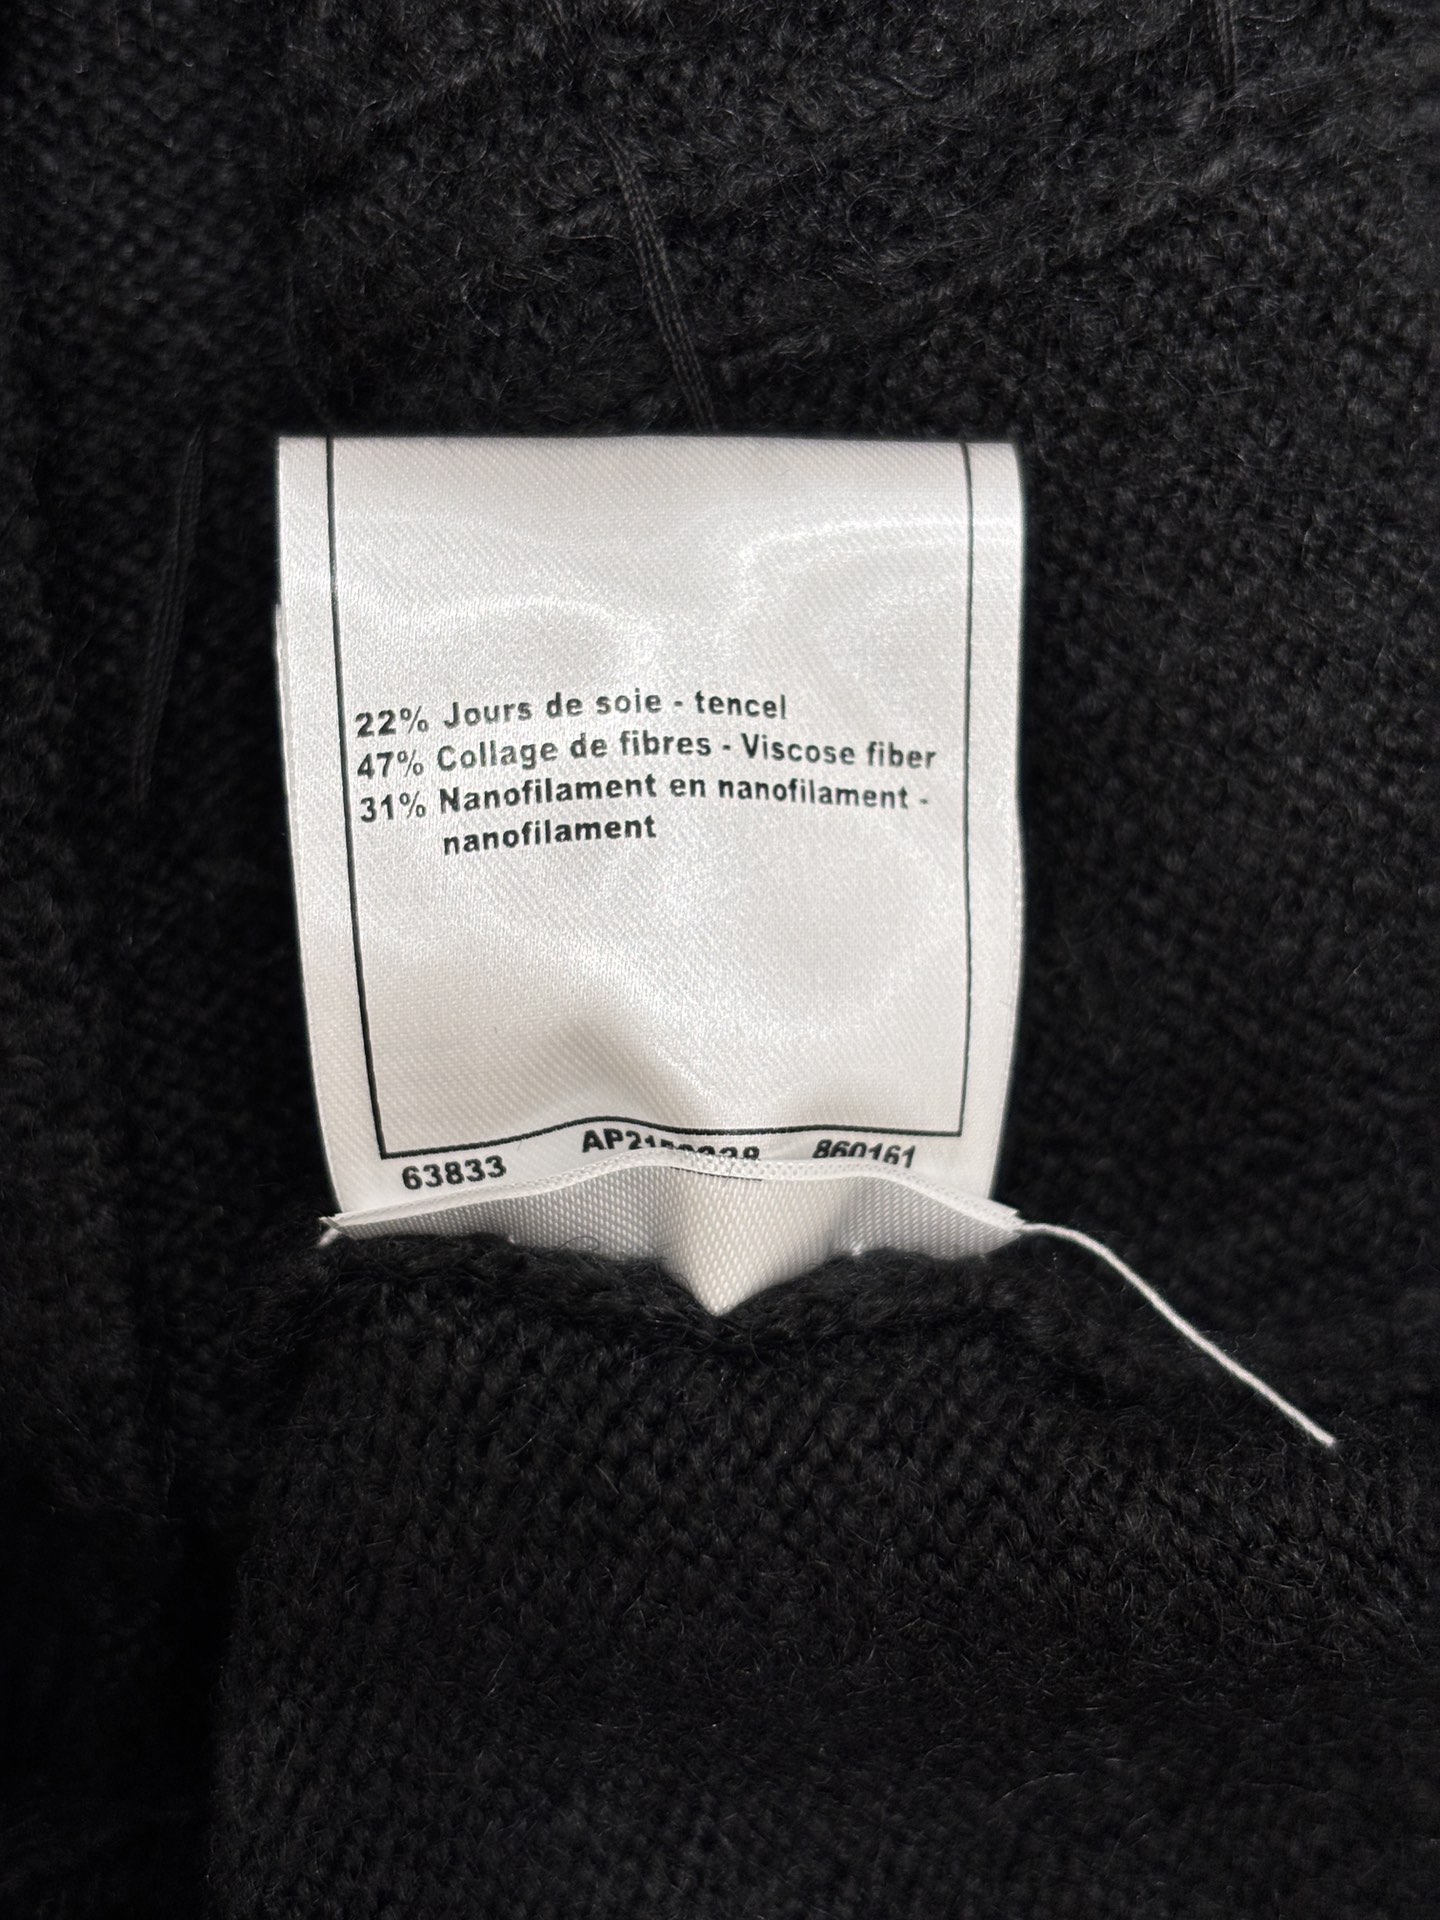 22% Jours de soie - tencel
47% Collage de fibres - Viscose fiber
31% Nanofilament en nanofilament -
nanofilament
63833 860161